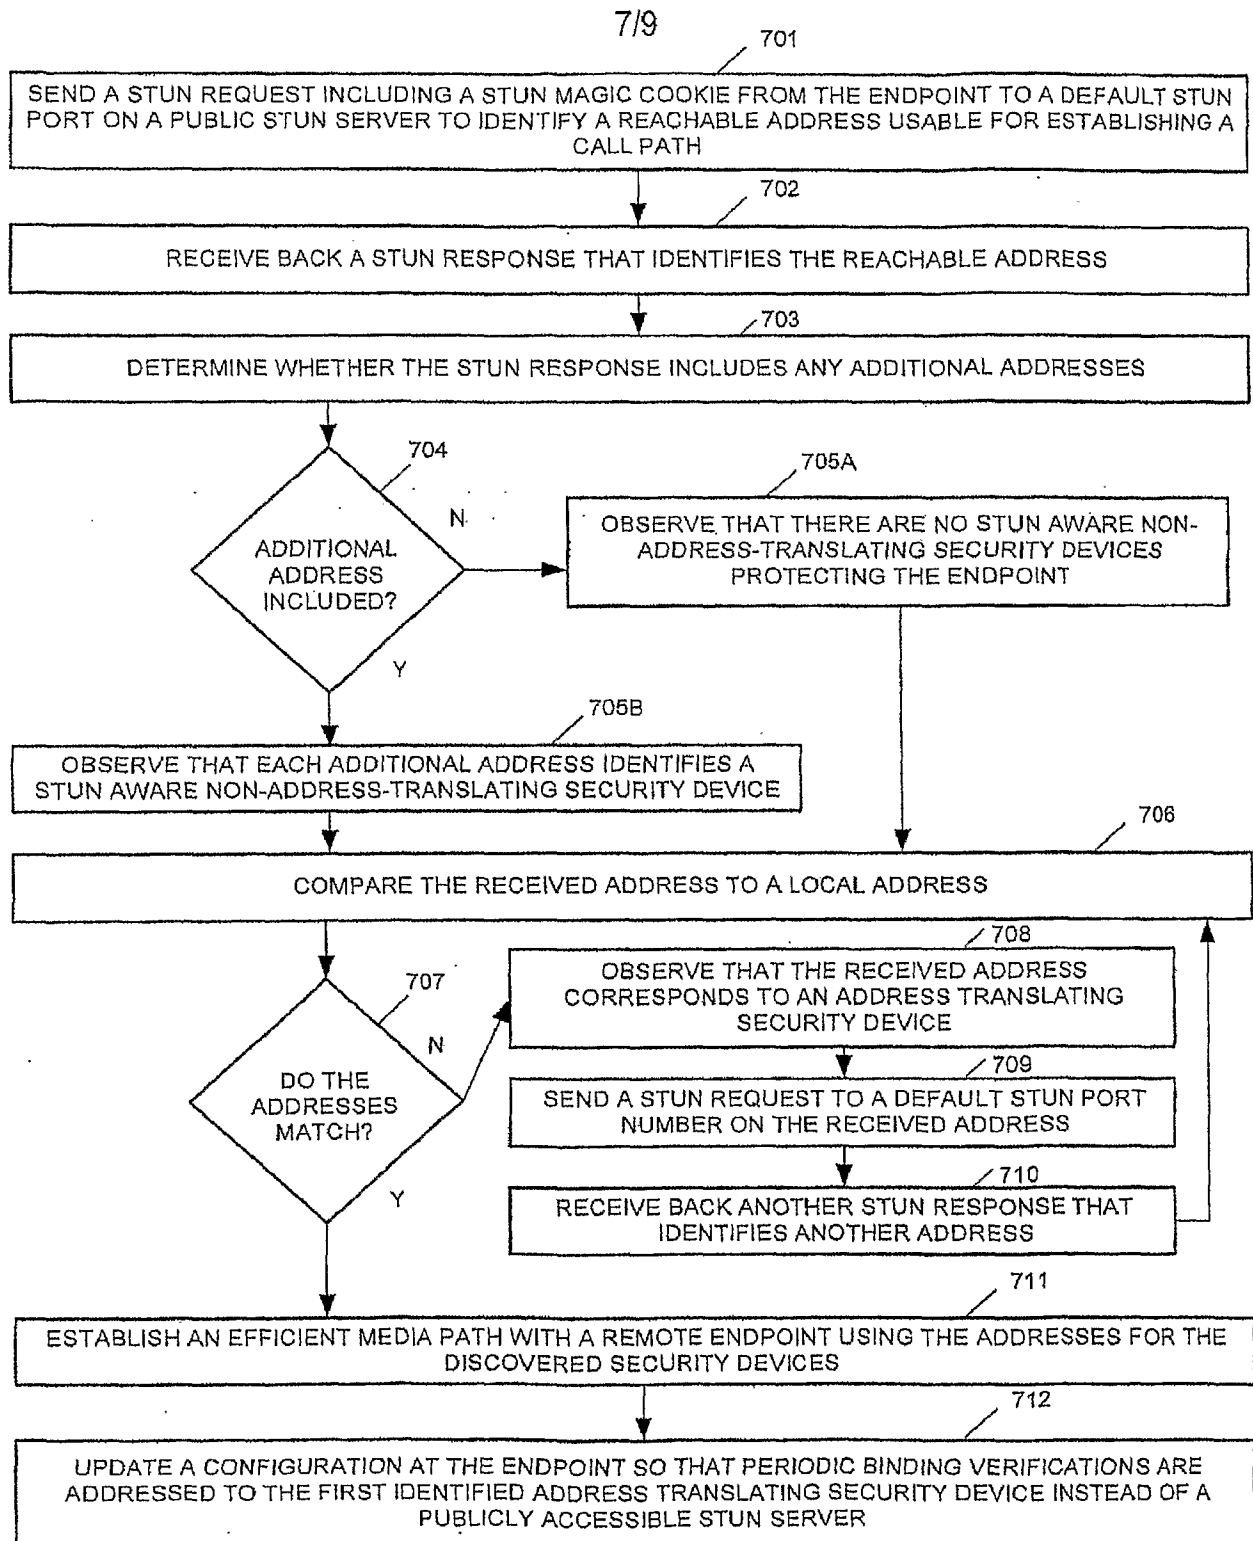 7/9
701
SEND A STUN REQUEST INCLUDING A STUN MAGIC COOKIE FROM THE ENDPOINT TO A DEFAULT STUN
PORT ON A PUBLIC STUN SERVER TO IDENTIFY A REACHABLE ADDRESS USABLE FOR ESTABLISHING A
CALL PATH
702
RECEIVE BACK A STUN RESPONSE THAT IDENTIFIES THE REACHABLE ADDRESS
703
DETERMINE WHETHER THE STUN RESPONSE INCLUDES ANY ADDITIONAL ADDRESSES
704
ADDITIONAL
ADDRESS
INCLUDED?
N
Y
705A
OBSERVE THAT THERE ARE NO STUN AWARE NON-
ADDRESS-TRANSLATING SECURITY DEVICES
PROTECTING THE ENDPOINT
705B
OBSERVE THAT EACH ADDITIONAL ADDRESS IDENTIFIES A
STUN AWARE NON-ADDRESS-TRANSLATING SECURITY DEVICE
706
COMPARE THE RECEIVED ADDRESS TO A LOCAL ADDRESS
707
DO THE
ADDRESSES
MATCH?
N
Y
708
OBSERVE THAT THE RECEIVED ADDRESS
CORRESPONDS TO AN ADDRESS TRANSLATING
SECURITY DEVICE
709
SEND A STUN REQUEST TO A DEFAULT STUN PORT
NUMBER ON THE RECEIVED ADDRESS
710
RECEIVE BACK ANOTHER STUN RESPONSE THAT
IDENTIFIES ANOTHER ADDRESS
711
ESTABLISH AN EFFICIENT MEDIA PATH WITH A REMOTE ENDPOINT USING THE ADDRESSES FOR THE
DISCOVERED SECURITY DEVICES
712
UPDATE A CONFIGURATION AT THE ENDPOINT SO THAT PERIODIC BINDING VERIFICATIONS ARE
ADDRESSED TO THE FIRST IDENTIFIED ADDRESS TRANSLATING SECURITY DEVICE INSTEAD OF A
PUBLICLY ACCESSIBLE STUN SERVER